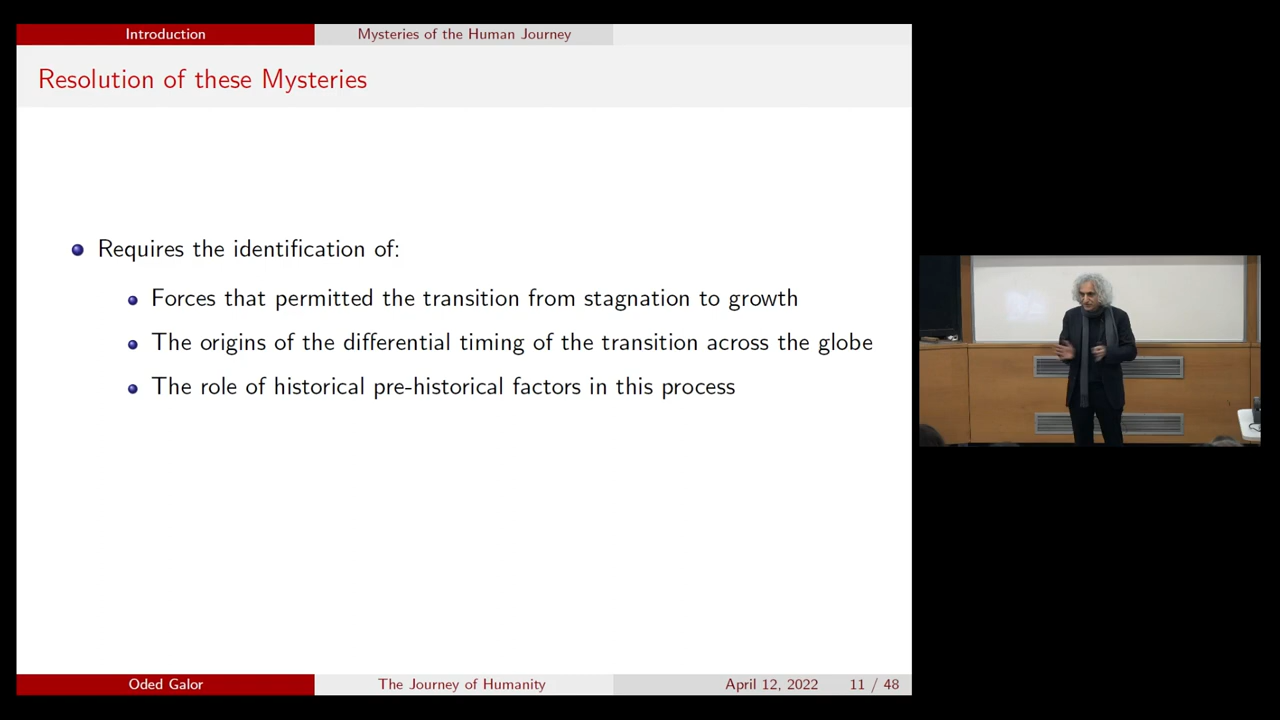 Introduction
Mysteries of the Human Journey
Resolution of these Mysteries
Requires the identification of:
Forces that permitted the transition from stagnation to growth
The origins of the differential timing of the transition across the globe
The role of historical pre-historical factors in this process
Oded Galor
The Journey of Humanity
April 12, 2022
11 / 48